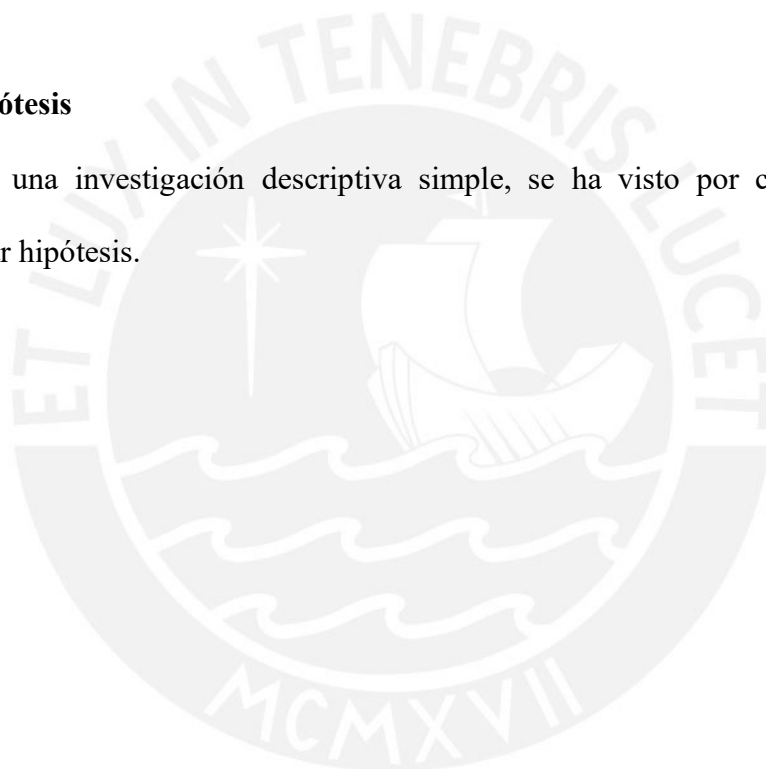 ótesis
una investigación descriptiva simple, se ha visto por c
r hipótesis.
ET LUX IN TENEBRIS LUCET
MCMXVII